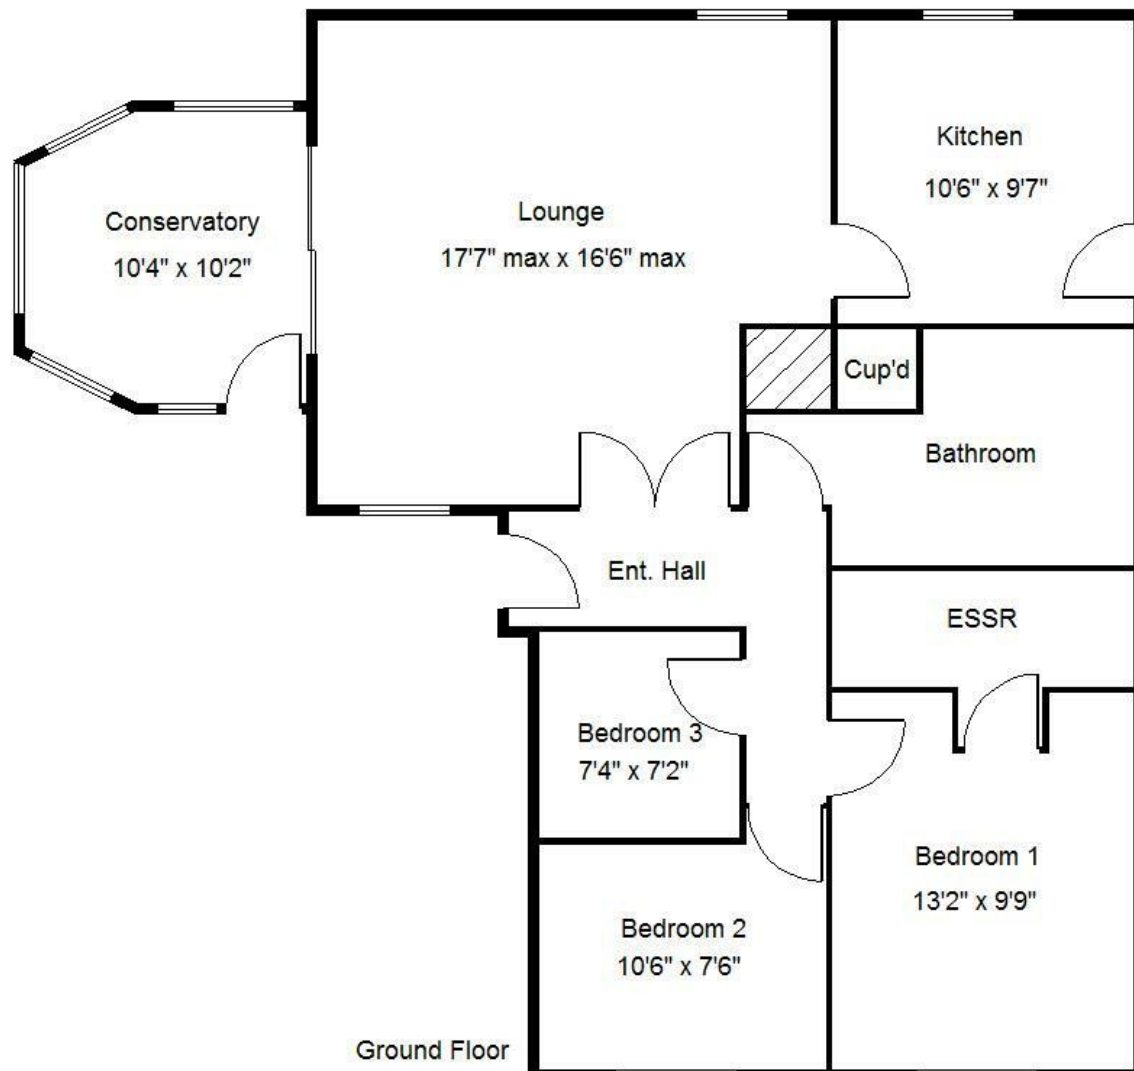 Kitchen
10'6" x 9'7"
Lounge
17'7" max x 16'6" max
Conservatory
10'4" x 10'2"
Cup'd
Bathroom
Ent. Hall
ESSR
Bedroom 3
7'4" x 7'2"
Bedroom 1
13'2" x 9'9"
Bedroom 2
10'6" x 7'6"
Ground Floor